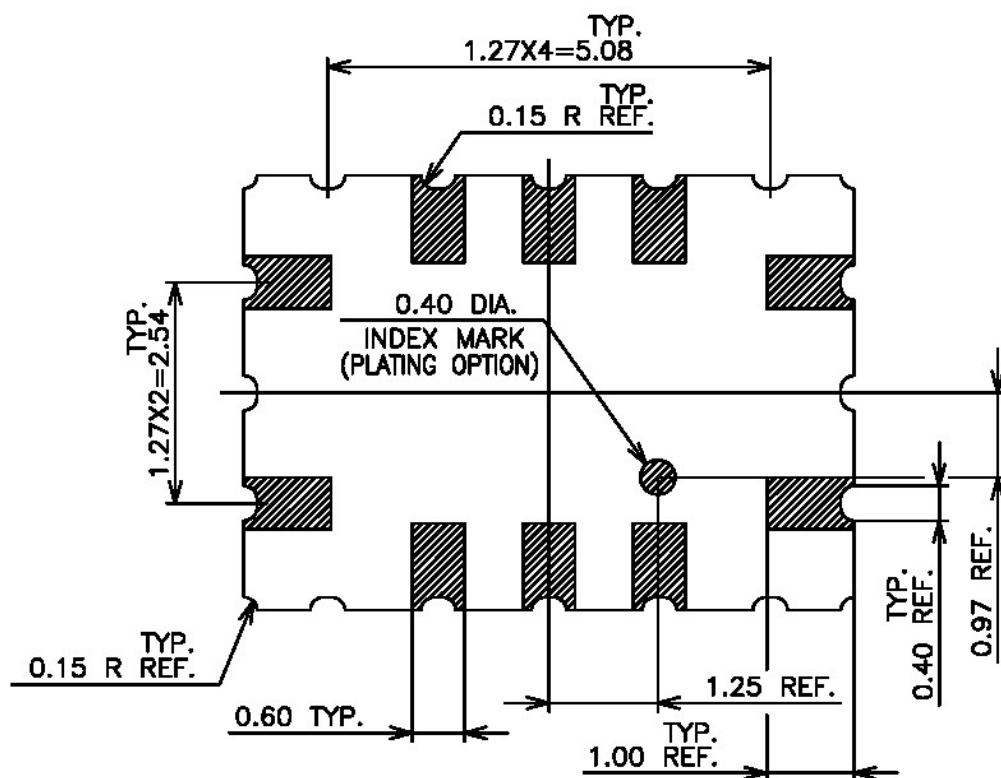 TYP.
1.27X4=5.08
TYP.
0.15 R REF.
TYP.
1.27X2=2.54
0.40 DIA.
INDEX MARK
(PLATING OPTION)
TYP.
0.40 REF.
0.97 REF.
TYP.
0.15 R REF.
0.60 TYP.
1.25 REF.
TYP.
1.00 REF.